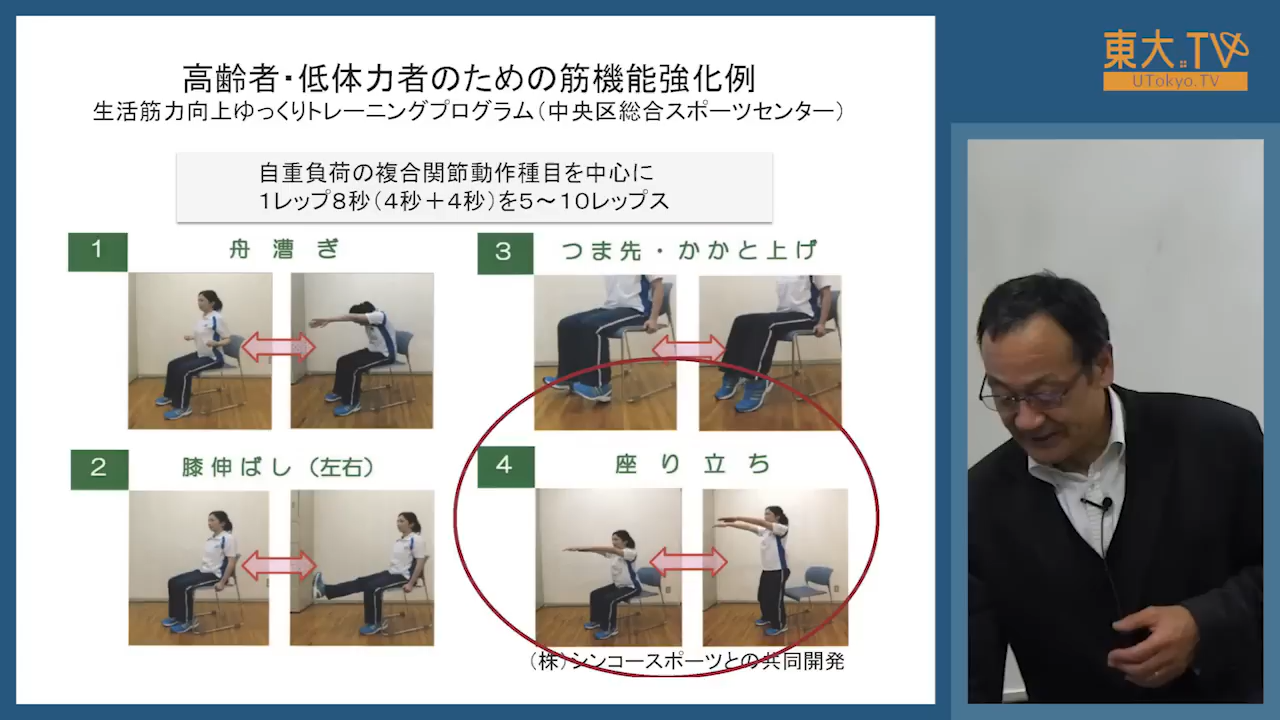 高齢者・低体力者のための筋機能強化例
生活筋力向上ゆっくりトレーニングプログラム（中央区総合スポーツセンター）
自重負荷の複合関節動作種目を中心に
１レップ８秒（４秒＋４秒）を５～１０レップス
1 舟漕ぎ
2 膝伸ばし（左右）
3 つま先・かかと上げ
4 座り立ち
（株）シンコースポーツとの共同開発
東大TV
UTokyo.TV